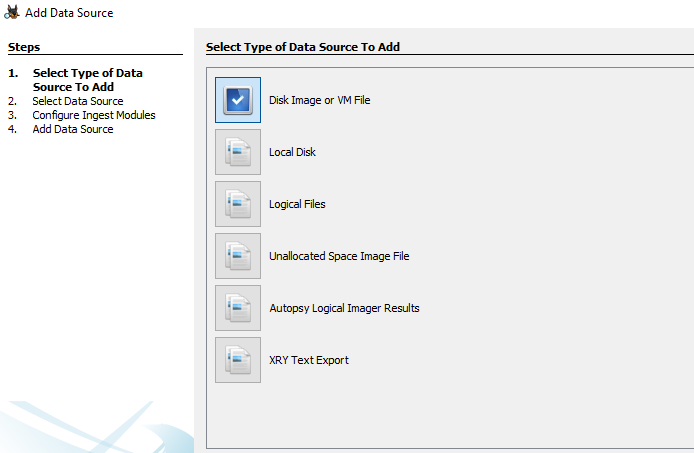 Add Data Source
Steps
1. Select Type of Data
Source To Add
2. Select Data Source
3. Configure Ingest Modules
4. Add Data Source
Select Type of Data Source To Add
Disk Image or VM File
Local Disk
Logical Files
Unallocated Space Image File
Autopsy Logical Imager Results
XRY Text Export